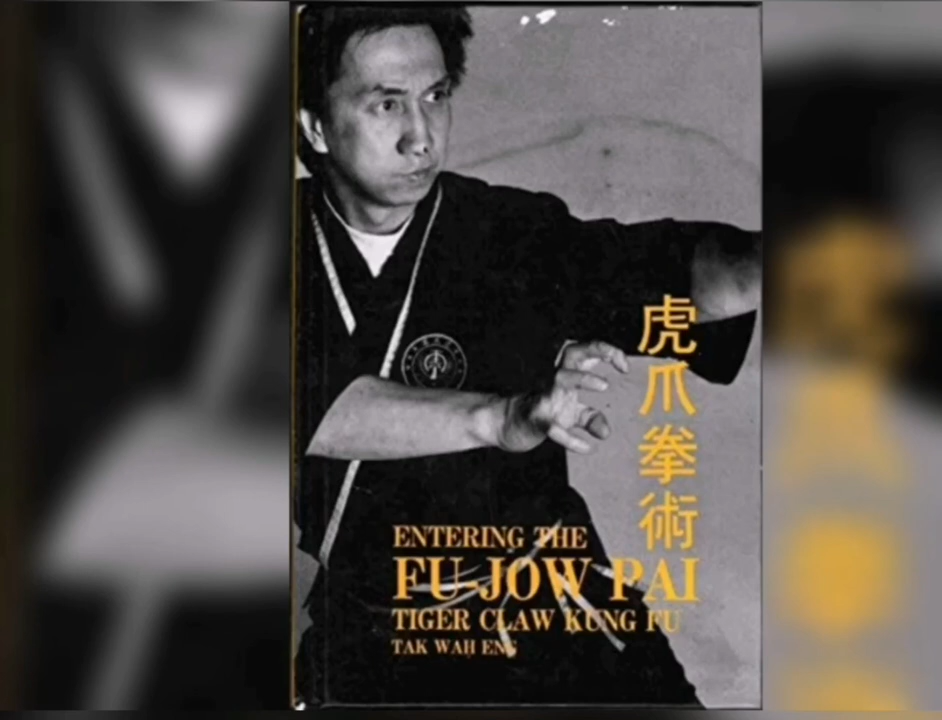 虎爪拳術
ENTERING THE
FU-JOW PAI
TIGER CLAW KUNG FU
TAK WAH ENG